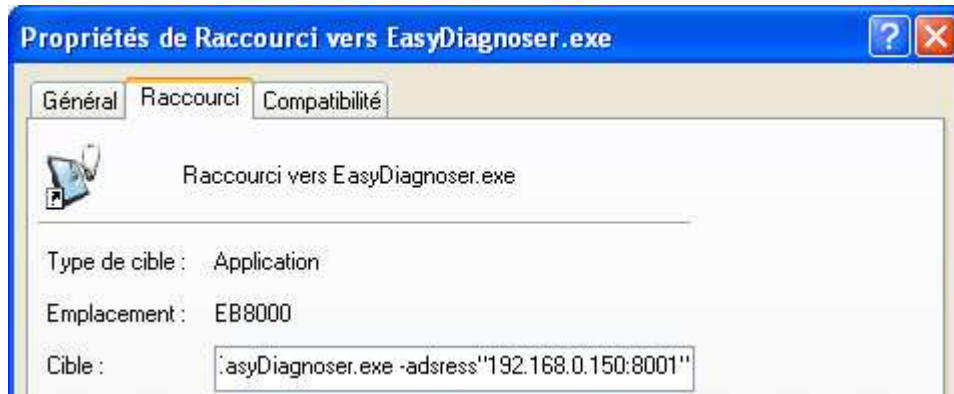 Propriétés de Raccourci vers EasyDiagnoser.exe
Général Raccourci Compatibilité
Raccourci vers EasyDiagnoser.exe
Type de cible : Application
Emplacement : EB8000
Cible : asyDiagnoser.exe -adsress"192.168.0.150:8001"